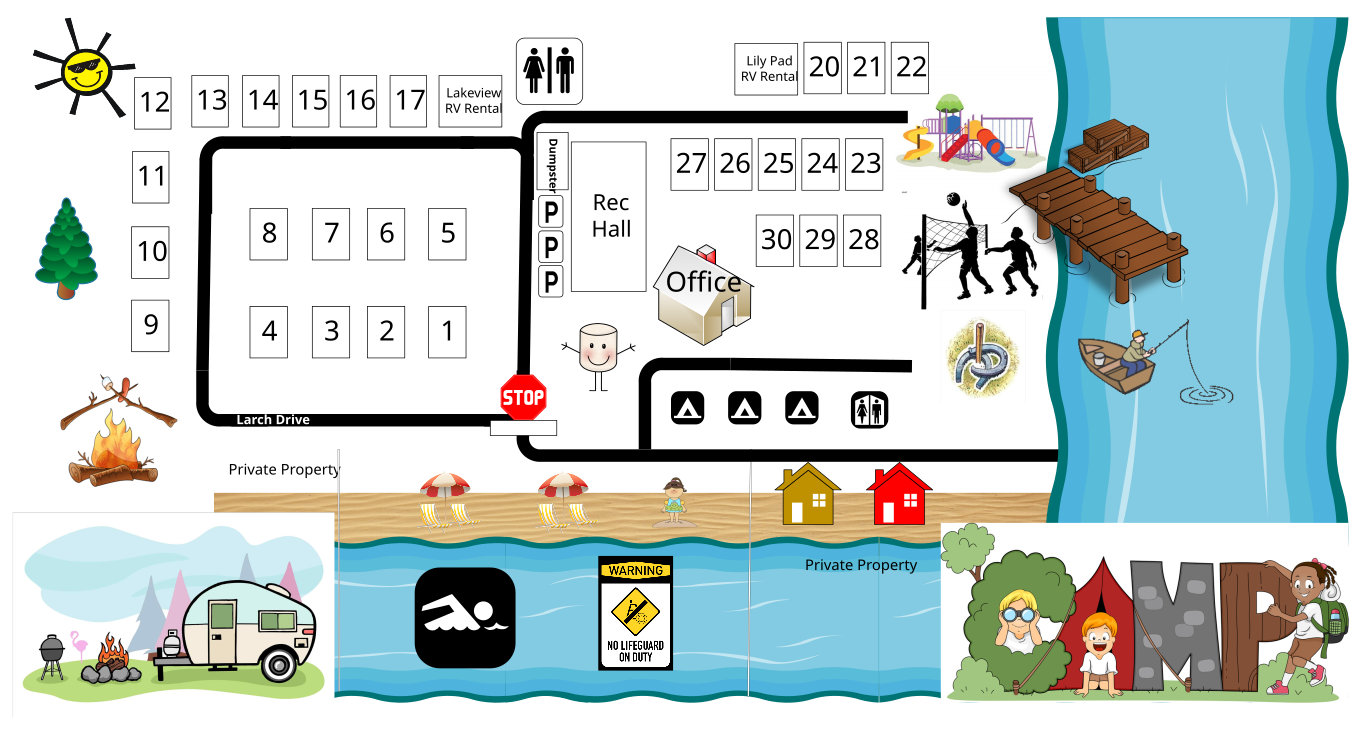 12
13
14
15
16
17
Lakeview
RV Rental
Lily Pad
RV Rental
20
21
22
11
10
9
8
7
6
5
4
3
2
1
Dumpster
P
P
P
Rec
Hall
27
26
25
24
23
30
29
28
Office
STOP
Larch Drive
Private Property
WARNING
NO LIFEGUARD
ON DUTY
Private Property
CAMP